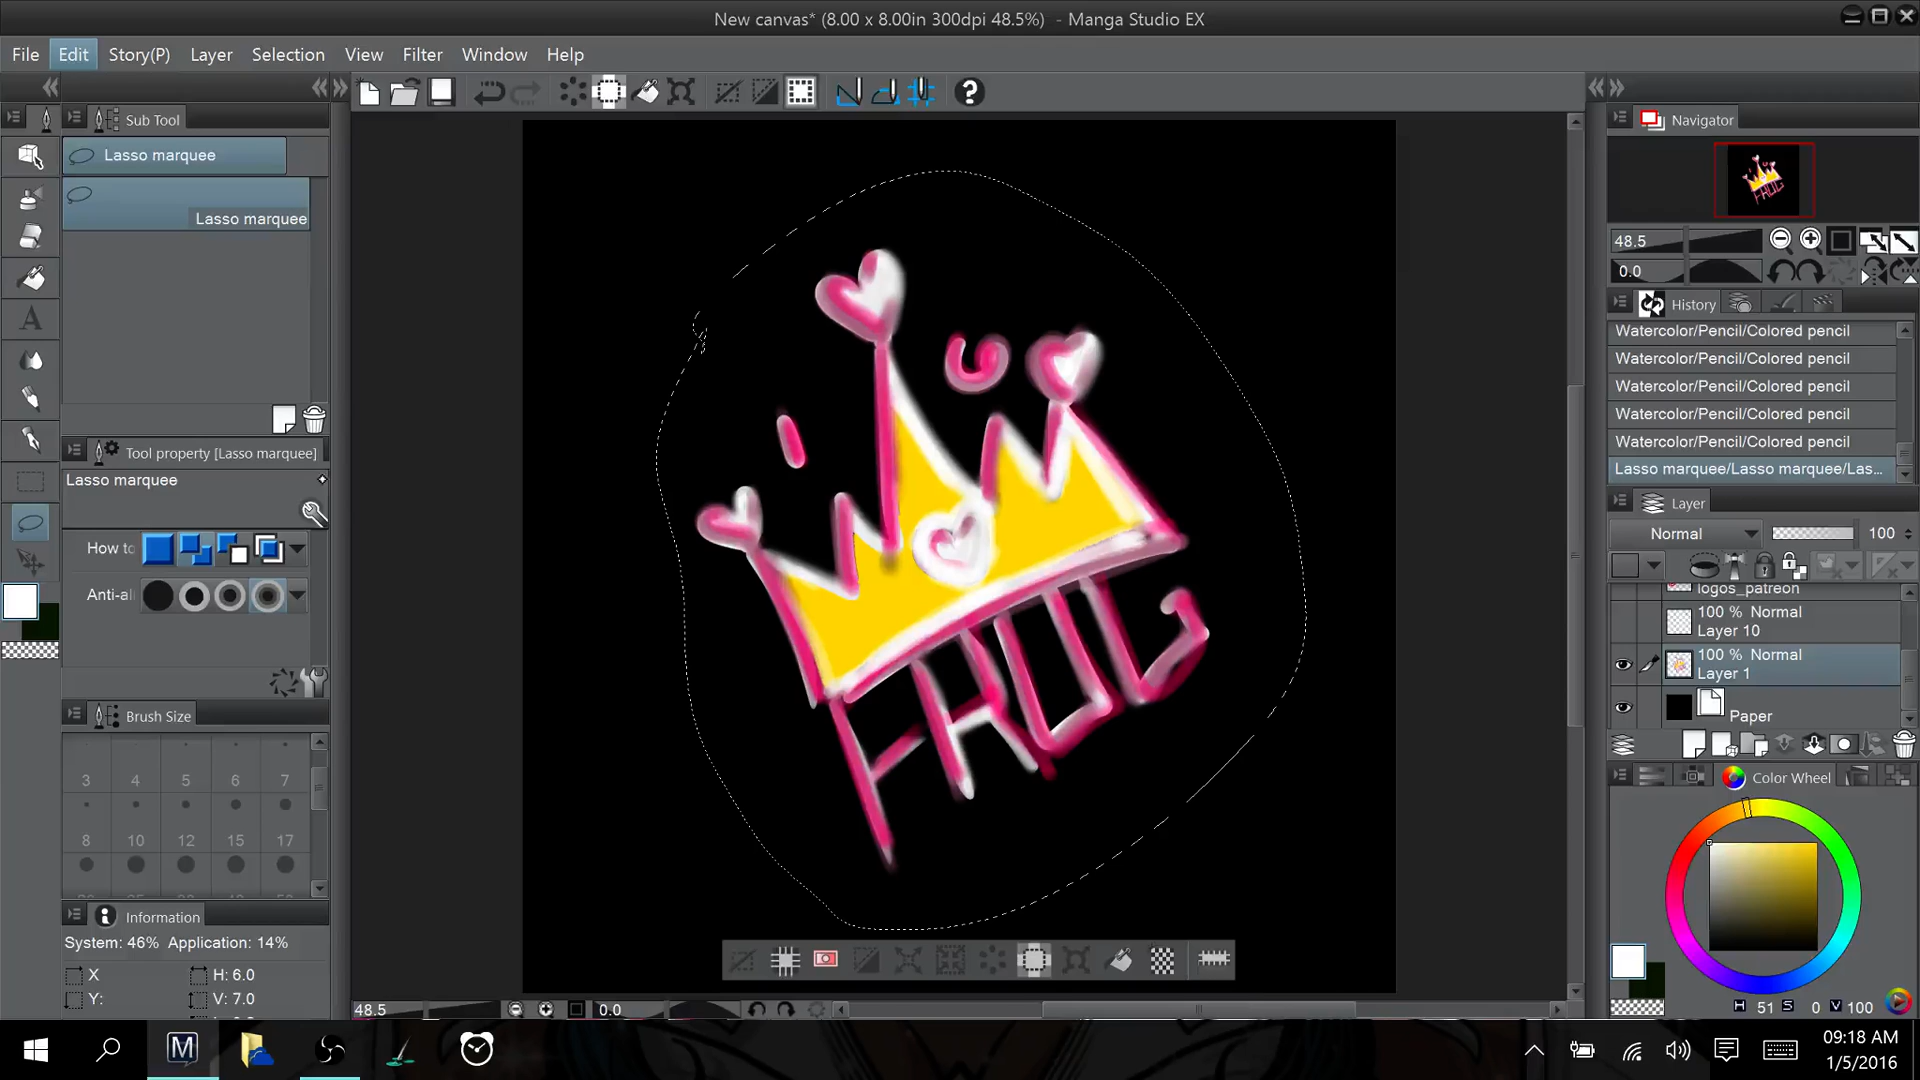 New canvas* (8.00 x 8.00in 300dpi 48.5%) - Manga Studio EX
File Edit Story(P) Layer Selection View Filter Window Help
Sub Tool
Lasso marquee
Lasso marquee
Tool property [Lasso marquee]
Lasso marquee
How to
Anti-al
Brush Size
3 4 5 6 7
8 10 12 15 17
Information
System: 46% Application: 14%
X H: 6.0
Y: V: 7.0
FROG
48.5 0.0
Navigator
48.5
0.0
History
Watercolor/Pencil/Colored pencil
Watercolor/Pencil/Colored pencil
Watercolor/Pencil/Colored pencil
Watercolor/Pencil/Colored pencil
Watercolor/Pencil/Colored pencil
Lasso marquee/Lasso marquee/Las...
Layer
Normal 100
logos_patreon
100 % Normal
Layer 10
100 % Normal
Layer 1
Paper
Color Wheel
H 51 S 0 V 100
09:18 AM
1/5/2016